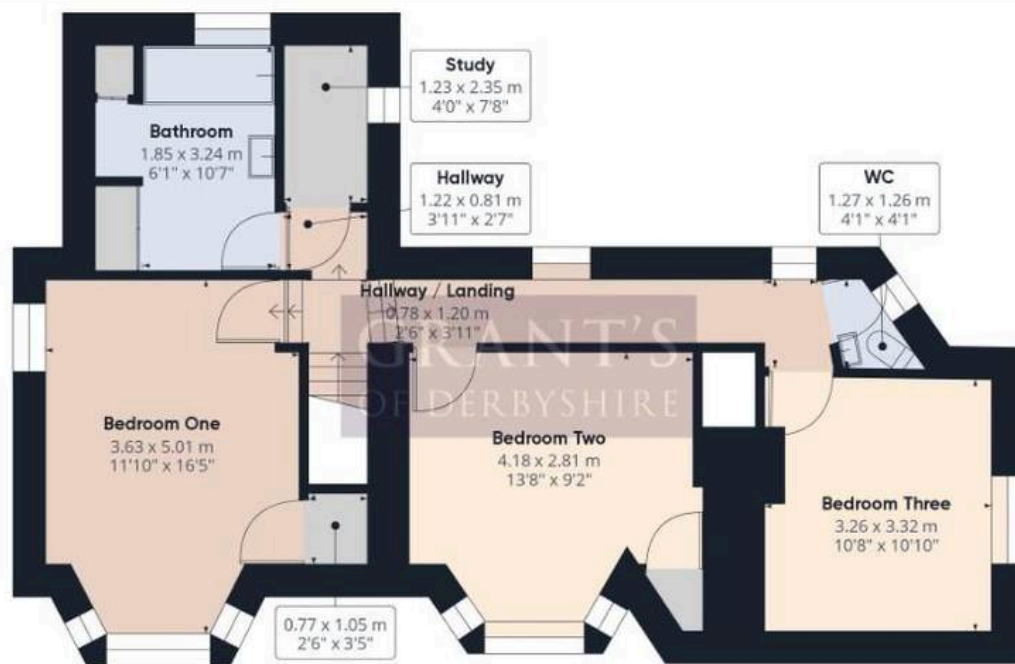 Study
1.23 x 2.35 m
4'0" x 7'8"
Bathroom
1.85 x 3.24 m
6'1" x 10'7"
Hallway
1.22 x 0.81 m
3'11" x 2'7"
WC
1.27 x 1.26 m
4'1" x 4'1"
Hallway / Landing
0.78 x 1.20 m
2'6" x 3'11"
GRANT'S
OF DERBYSHIRE
Bedroom One
3.63 x 5.01 m
11'10" x 16'5"
Bedroom Two
4.18 x 2.81 m
13'8" x 9'2"
Bedroom Three
3.26 x 3.32 m
10'8" x 10'10"
0.77 x 1.05 m
2'6" x 3'5"